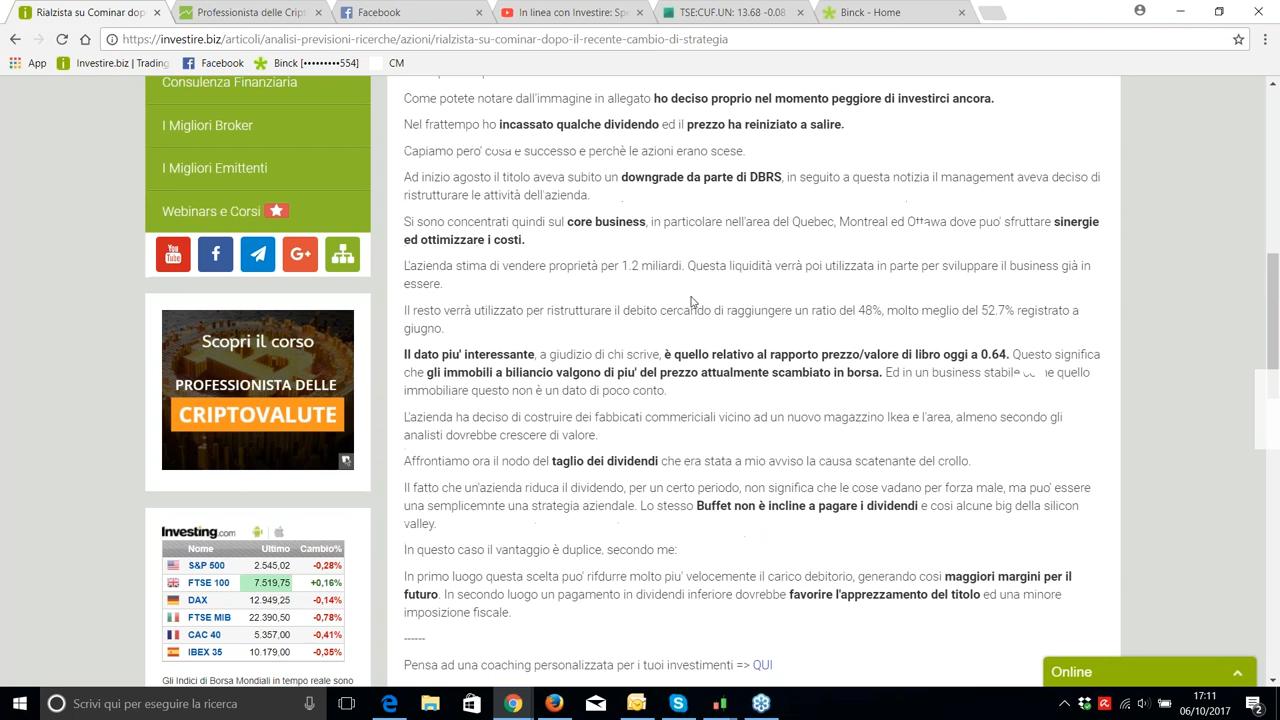 Rialzista su Cominar dopo
Professione delle Crip
Facebook
In linea con Investire: Sp
TSE:CUF.UN: 13.68 -0.08
Binck - Home
https://investire.biz/articoli/analisi-previsioni-ricerche/azioni/rialzista-su-cominar-dopo-il-recente-cambio-di-strategia
App
Investire.biz | Trading
Facebook
Binck [••••••••554]
CM
Consulenza Finanziaria
I Migliori Broker
I Migliori Emittenti
Webinars e Corsi
You Tube
G+
Scopri il corso
PROFESSIONISTA DELLE
CRIPTOVALUTE
Investing.com
Nome Ultimo Cambio%
S&P 500 2.545,02 -0,28%
FTSE 100 7.519,75 +0,16%
DAX 12.949,25 -0,14%
FTSE MIB 22.390,50 -0,78%
CAC 40 5.357,00 -0,41%
IBEX 35 10.179,00 -0,35%
Gli Indici di Borsa Mondiali in tempo reale sono
Come potete notare dall'immagine in allegato ho deciso proprio nel momento peggiore di investirci ancora.
Nel frattempo ho incassato qualche dividendo ed il prezzo ha reiniziato a salire.
Capiamo pero' cosa è successo e perchè le azioni erano scese.
Ad inizio agosto il titolo aveva subito un downgrade da parte di DBRS, in seguito a questa notizia il management aveva deciso di
ristrutturare le attività dell'azienda.
Si sono concentrati quindi sul core business, in particolare nell'area del Quebec, Montreal ed Ottawa dove puo' sfruttare sinergie
ed ottimizzare i costi.
L'azienda stima di vendere proprietà per 1.2 miliardi. Questa liquidità verrà poi utilizzata in parte per sviluppare il business già in
essere.
Il resto verrà utilizzato per ristrutturare il debito cercando di raggiungere un ratio del 48%, molto meglio del 52.7% registrato a
giugno.
Il dato piu' interessante, a giudizio di chi scrive, è quello relativo al rapporto prezzo/valore di libro oggi a 0.64. Questo significa
che gli immobili a bilancio valgono di piu' del prezzo attualmente scambiato in borsa. Ed in un business stabile come quello
immobiliare questo non è un dato di poco conto.
L'azienda ha deciso di costruire dei fabbicati commerciali vicino ad un nuovo magazzino Ikea e l'area, almeno secondo gli
analisti dovrebbe crescere di valore.
Affrontiamo ora il nodo del taglio dei dividendi che era stata a mio avviso la causa scatenante del crollo.
Il fatto che un'azienda riduca il dividendo, per un certo periodo, non significa che le cose vadano per forza male, ma puo' essere
una semplicemnte una strategia aziendale. Lo stesso Buffet non è incline a pagare i dividendi e cosi alcune big della silicon
valley.
In questo caso il vantaggio è duplice, secondo me:
In primo luogo questa scelta puo' rifdurre molto piu' velocemente il carico debitorio, generando cosi maggiori margini per il
futuro. In secondo luogo un pagamento in dividendi inferiore dovrebbe favorire l'apprezzamento del titolo ed una minore
imposizione fiscale.
------
Pensa ad una coaching personalizzata per i tuoi investimenti => QUI
Online
Scrivi qui per eseguire la ricerca
17:11
06/10/2017
2